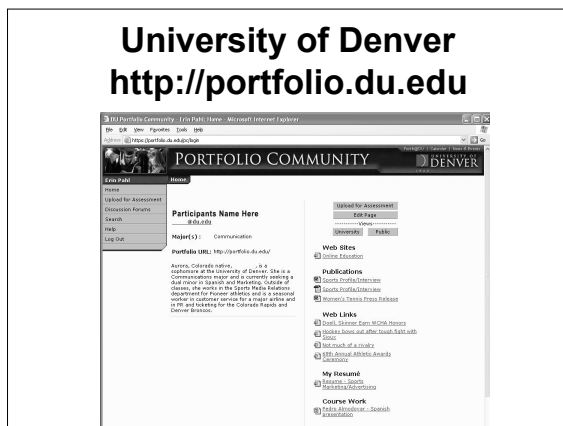 University of Denver
http://portfolio.du.edu
DU Portfolio Community - Erin Pahl: Home - Microsoft Internet Explorer
File Edit View Favorites Tools Help
Address https://portfolio.du.edu/pc/login
Go
PORTFOLIO COMMUNITY
UNIVERSITY OF
DENVER
Erin Pahl
Home
Upload for Assessment
Discussion Forums
Search
Help
Log Out
Home
Participants Name Here
@du.edu
Major(s): Communication
Portfolio URL: http://portfolio.du.edu/
Aurora, Colorado native, , is a
sophomore at the University of Denver. She is a
Communications major and is currently seeking a
dual minor in Spanish and Marketing. Outside of
classes, she works in the Sports Media Relations
department for Pioneer athletics and is a seasonal
worker in customer service for a major airline and
in PR and ticketing for the Colorado Rapids and
Denver Broncos.
Upload for Assessment
Edit Page
Views
University Public
Web Sites
Online Education
Publications
Sports Profile/Interview
Sports Profile/Interview
Women's Tennis Press Release
Web Links
Doell, Skinner Earn WCHA Honors
Hockey bows out after tough fight with
Sioux
Not much of a rivalry
Annual Athletic Awards
Ceremony
My Resumé
Resume - Sports
Marketing/Advertising
Course Work
Pedro Almodovar - Spanish
presentation